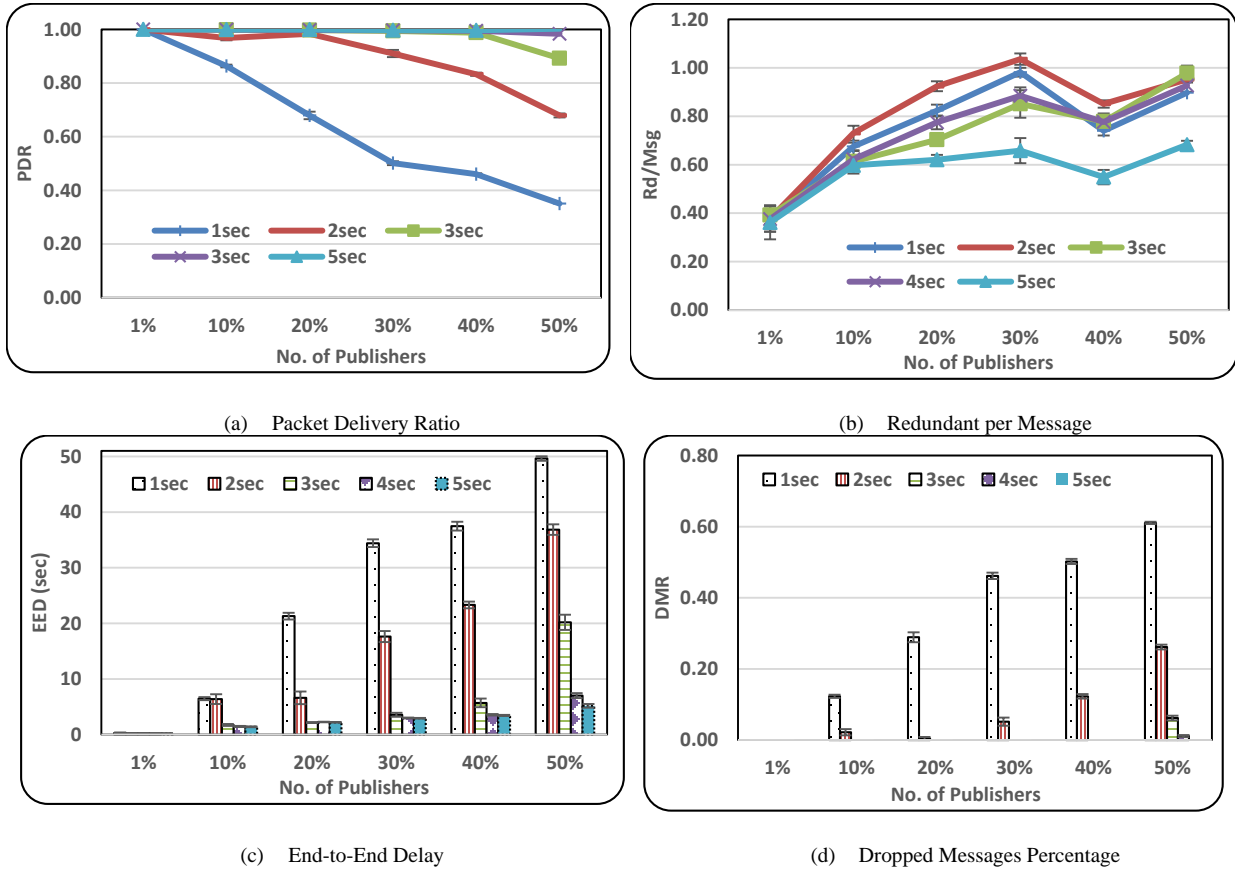 1.00
0.80
0.60
0.40
0.20
0.00
PDR
1sec 2sec 3sec
3sec 5sec
1% 10% 20% 30% 40% 50%
No. of Publishers
(a) Packet Delivery Ratio
1.20
1.00
0.80
0.60
0.40
0.20
0.00
Rd/Msg
1sec 2sec 3sec
4sec 5sec
1% 10% 20% 30% 40% 50%
No. of Publishers
(b) Redundant per Message
50
40
30
20
10
0
EED (sec)
1sec 2sec 3sec 4sec 5sec
1% 10% 20% 30% 40% 50%
No. of Publishers
(c) End-to-End Delay
0.80
0.60
0.40
0.20
0.00
DMR
1sec 2sec 3sec 4sec 5sec
1% 10% 20% 30% 40% 50%
No. of Publishers
(d) Dropped Messages Percentage